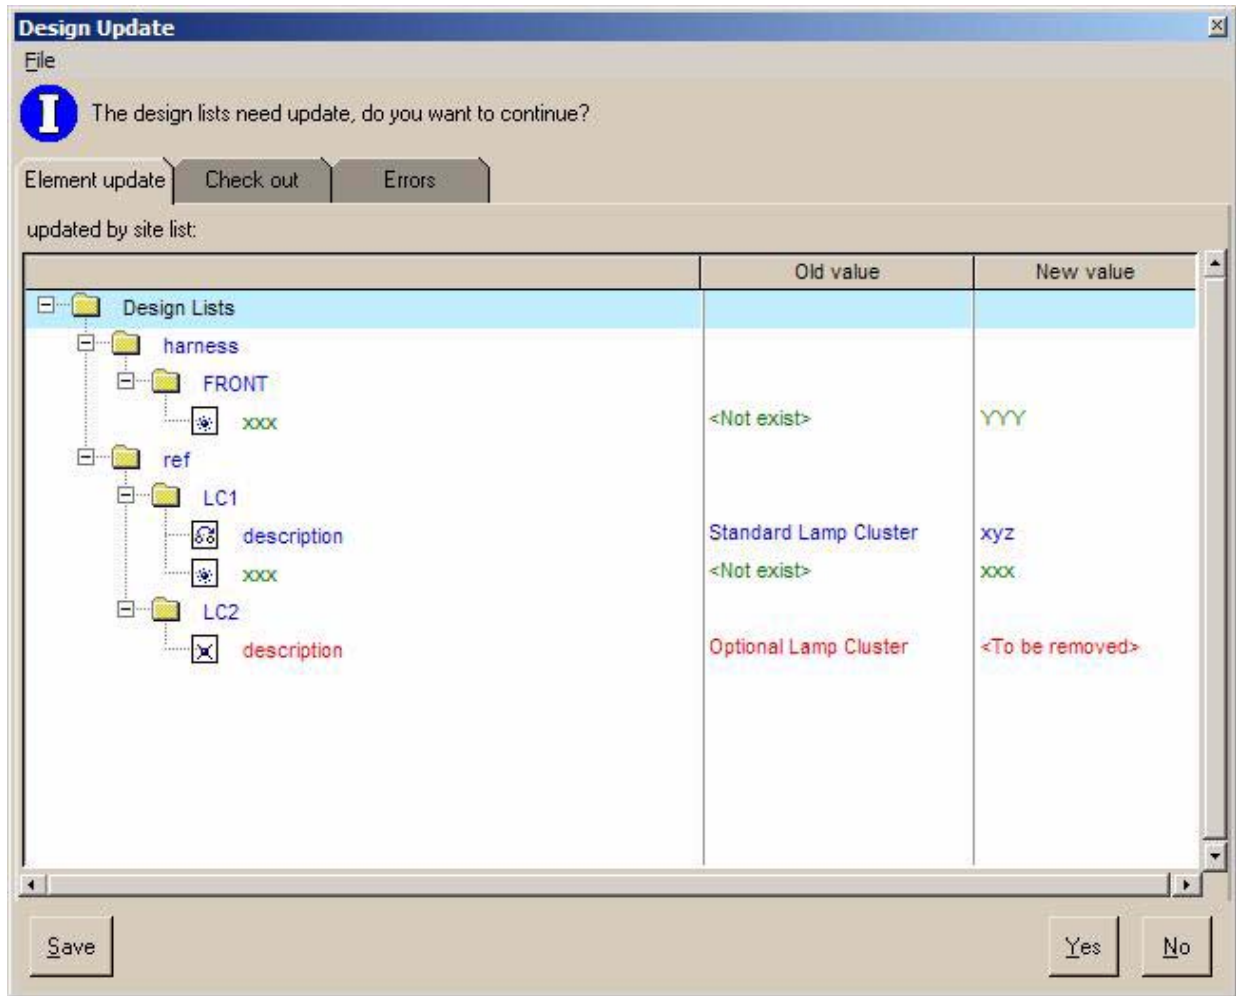 Design Update
File
I The design lists need update, do you want to continue?
Element update Check out Errors
updated by site list:
Old value New value
Design Lists
harness
FRONT
xxx <Not exist> YYY
ref
LC1
description Standard Lamp Cluster xyz
xxx <Not exist> xxx
LC2
description Optional Lamp Cluster <To be removed>
Save Yes No